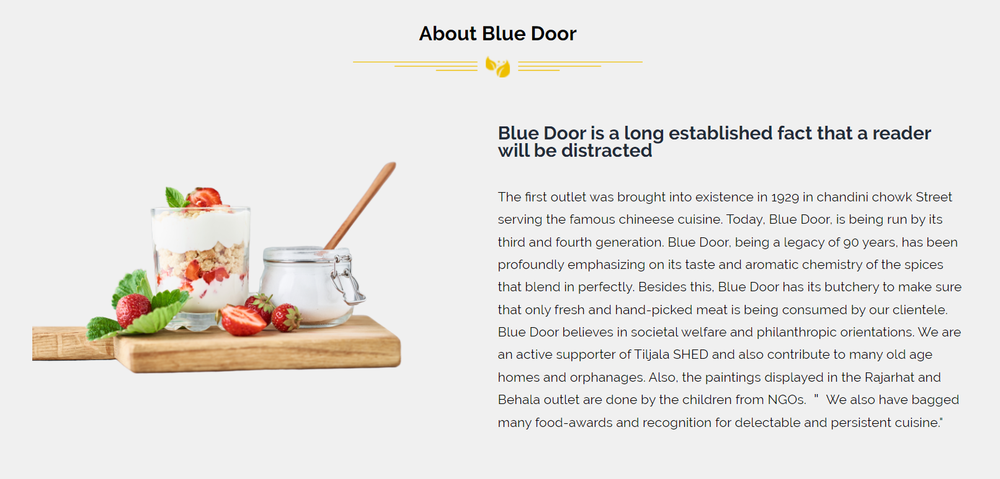 About Blue Door
Blue Door is a long established fact that a reader
will be distracted
The first outlet was brought into existence in 1929 in chandini chowk Street
serving the famous chineese cuisine. Today, Blue Door, is being run by its
third and fourth generation. Blue Door, being a legacy of 90 years, has been
profoundly emphasizing on its taste and aromatic chemistry of the spices
that blend in perfectly. Besides this, Blue Door has its butchery to make sure
that only fresh and hand-picked meat is being consumed by our clientele.
Blue Door believes in societal welfare and philanthropic orientations. We are
an active supporter of Tiljala SHED and also contribute to many old age
homes and orphanages. Also, the paintings displayed in the Rajarhat and
Behala outlet are done by the children from NGOs. " We also have bagged
many food-awards and recognition for delectable and persistent cuisine."